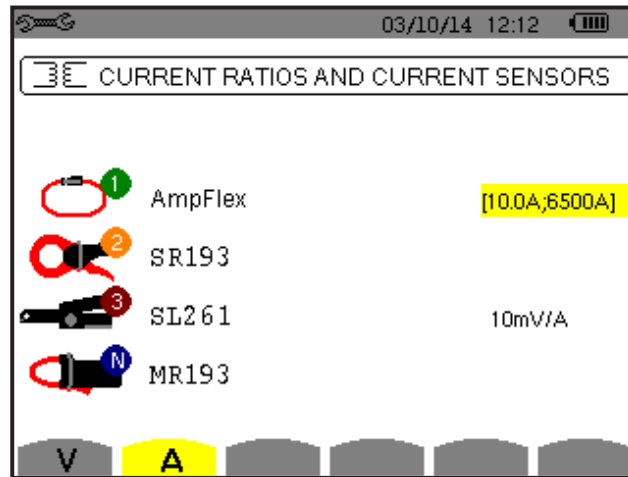 03/10/14 12:12
CURRENT RATIOS AND CURRENT SENSORS
1 AmpFlex [10.0A;6500A]
2 SR193
3 SL261 10mV/A
N MR193
V A